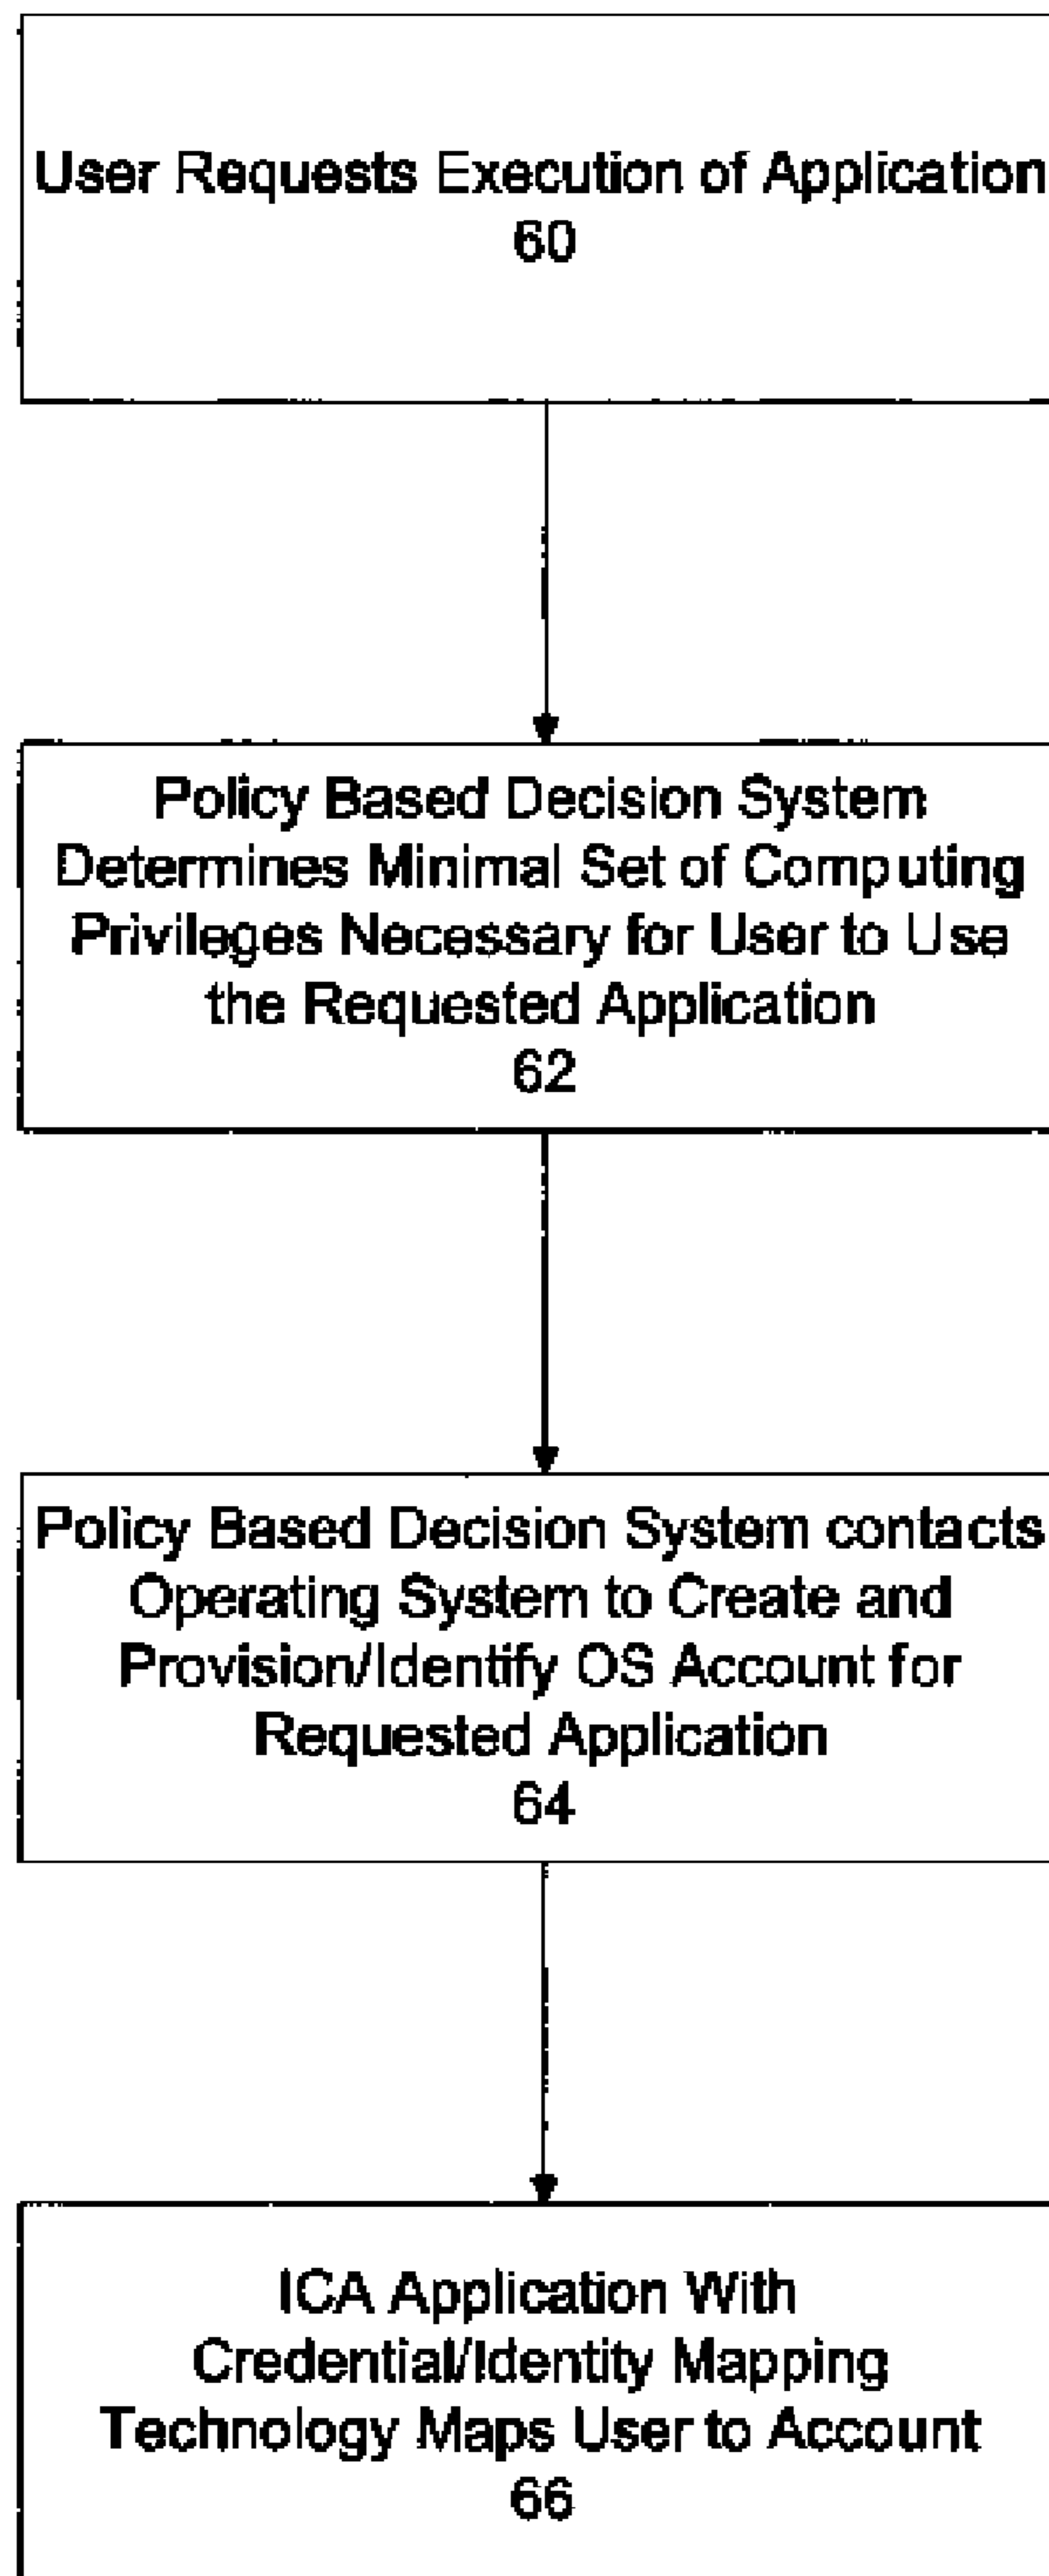 User Requests Execution of Application
60
Policy Based Decision System
Determines Minimal Set of Computing
Privileges Necessary for User to Use
the Requested Application
62
Policy Based Decision System contacts
Operating System to Create and
Provision/Identify OS Account for
Requested Application
64
ICA Application With
Credential/Identity Mapping
Technology Maps User to Account
66